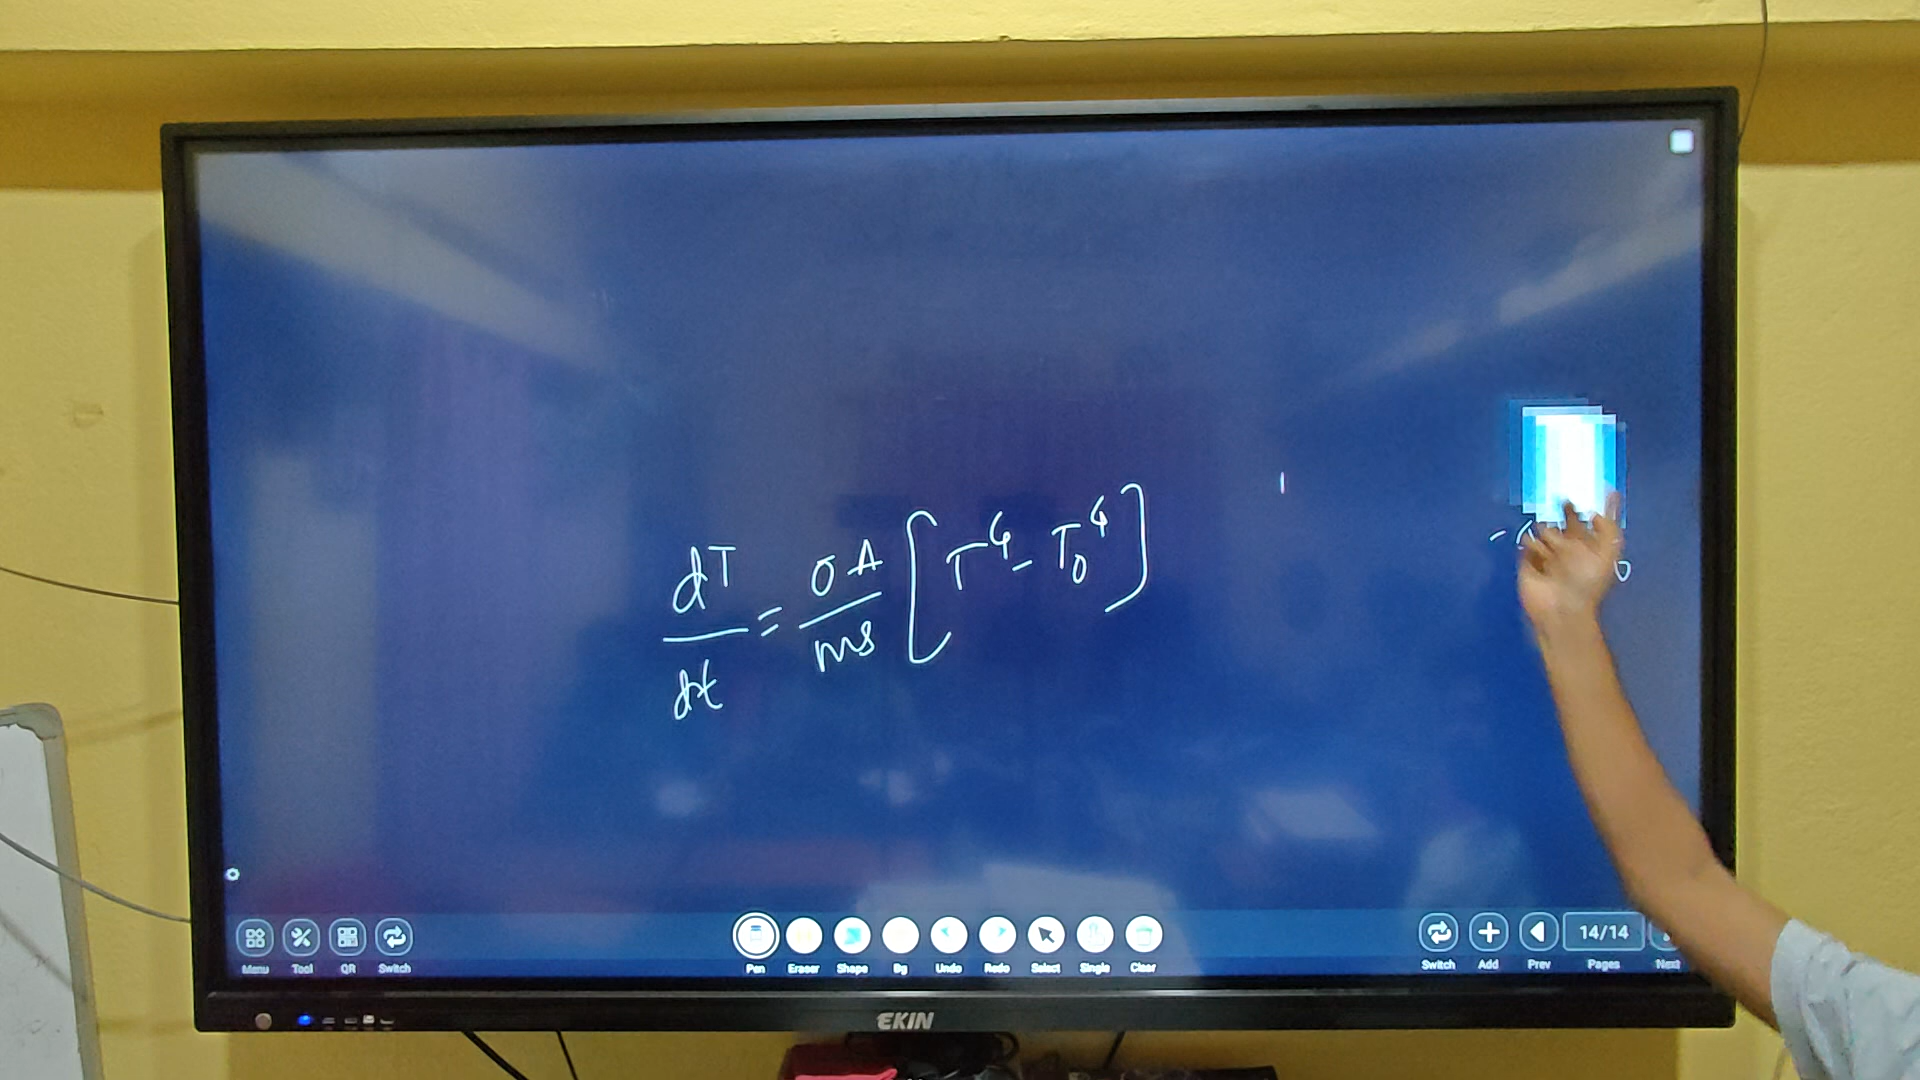 dT/dt = σA/ms [T⁴ - T₀⁴]
Menu Tool QR Switch Pen Eraser Shape Bg Undo Redo Select Single Clear Switch Add Prev 14/14 Pages Next
EKIN